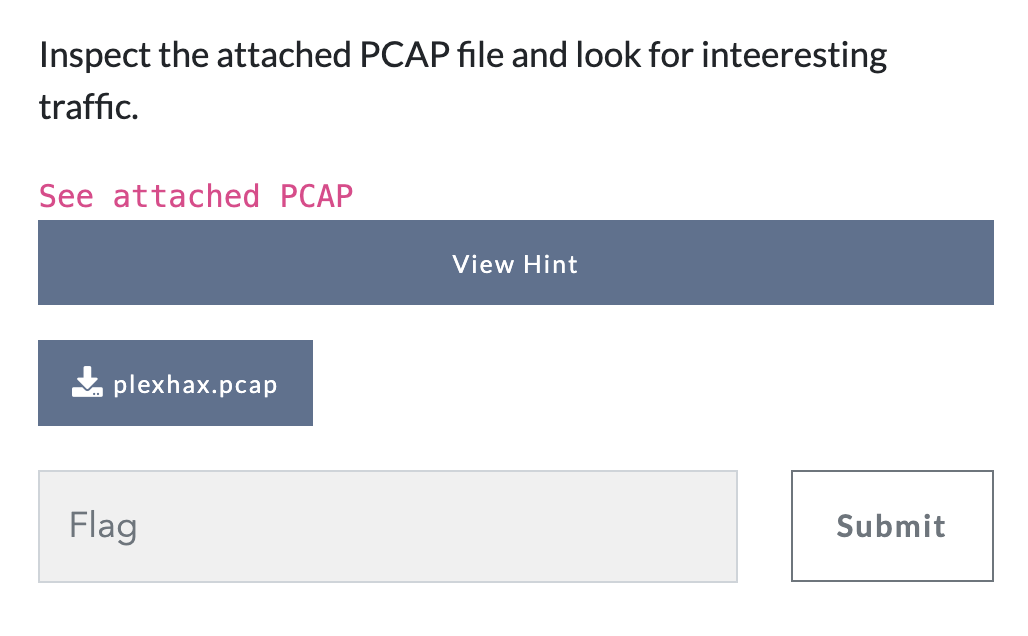 Inspect the attached PCAP file and look for inteeresting
traffic.
See attached PCAP
View Hint
plexhax.pcap
Flag
Submit